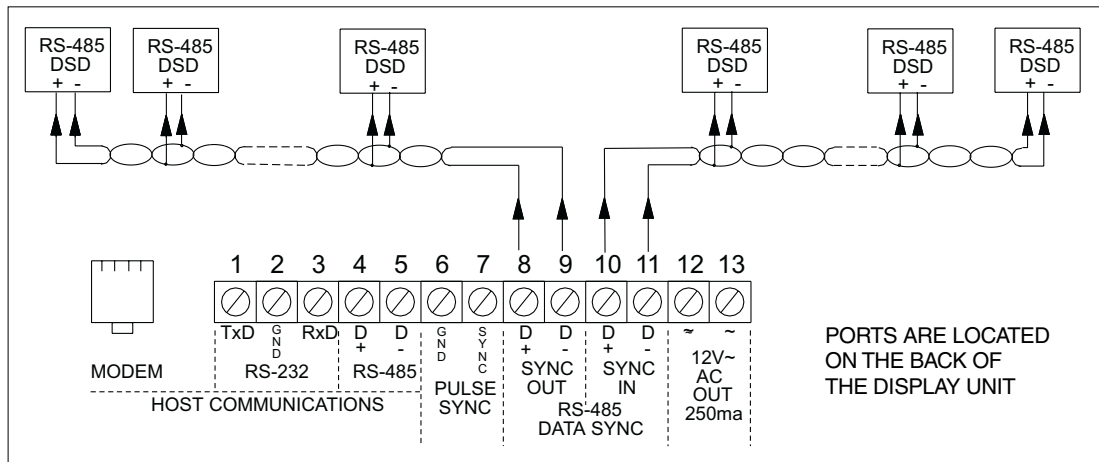 RS-485
DSD
+ -
RS-485
DSD
+ -
RS-485
DSD
+ -
RS-485
DSD
+ -
RS-485
DSD
+ -
RS-485
DSD
+ -
1 2 3 4 5 6 7 8 9 10 11 12 13
TxD GND RxD D+ D- GND SYNC D+ D- D+ D- ~ ~
MODEM
RS-232
RS-485
HOST COMMUNICATIONS
PULSE
SYNC
SYNC
OUT
SYNC
IN
RS-485
DATA SYNC
12V~
AC
OUT
250ma
PORTS ARE LOCATED
ON THE BACK OF
THE DISPLAY UNIT